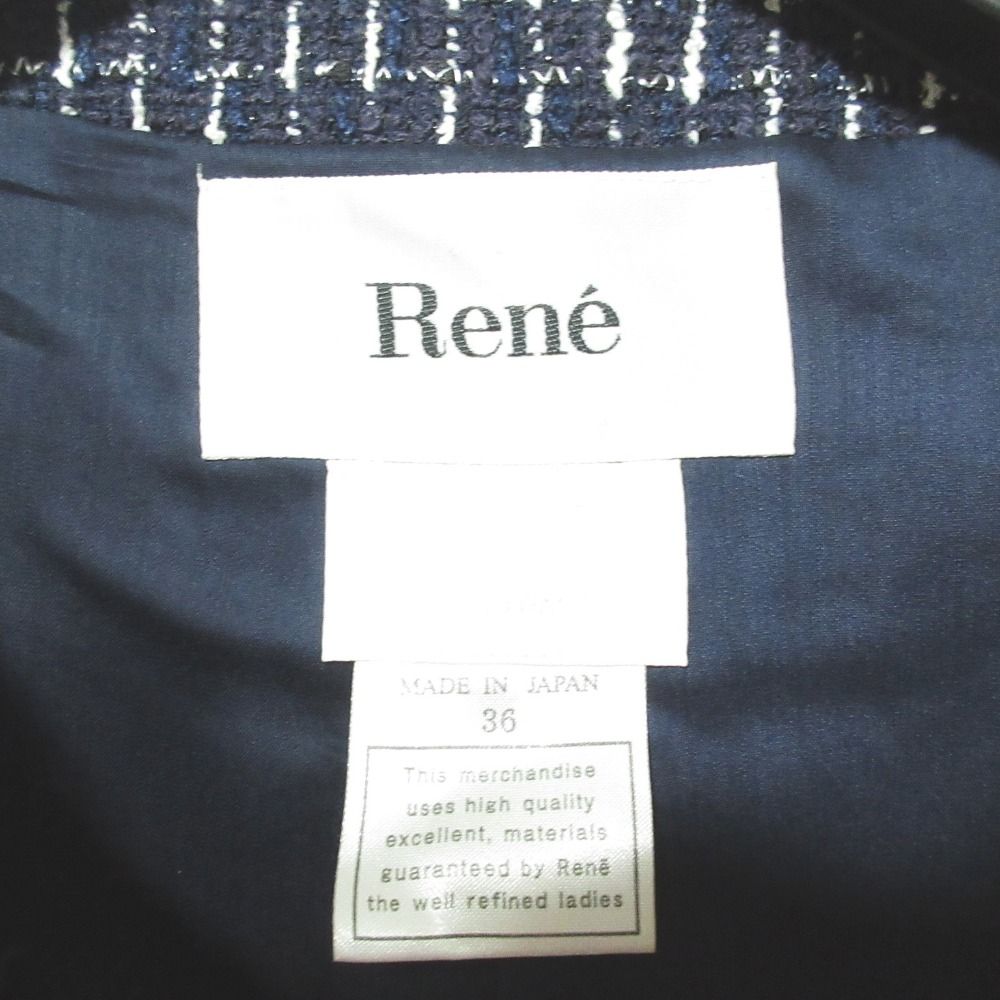 René
MADE IN JAPAN
36
This merchandise
uses high quality
excellent, materials
guaranteed by René
the well refined ladies